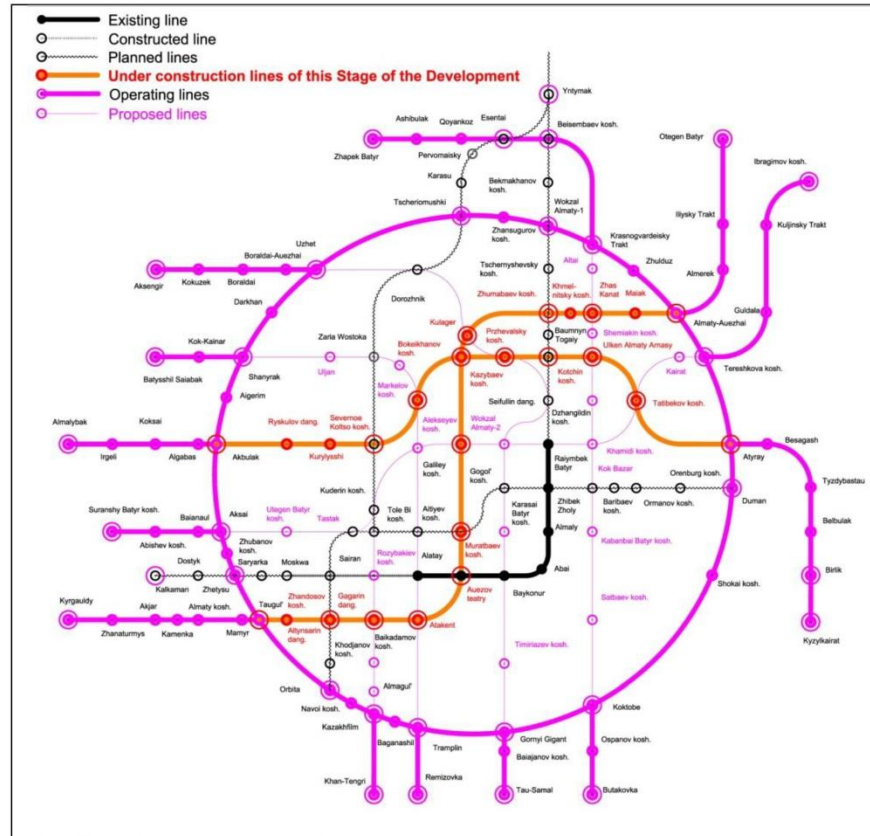 Existing line
Constructed line
Planned lines
Under construction lines of this Stage of the Development
Operating lines
Proposed lines
Yntymak
Ashibulak
Qoyankoz
Esentai
Beisembaev kosh.
Zhapek Batyr
Pervomaisky
Otegen Batyr
Ibragimov kosh.
Karasu
Bekmakhanov
kosh.
Tscheriomushki
Zhansugurov
kosh.
Wokzal
Almaty-1
Krasnogvardeisky
Trakt
Iliysky Trakt
Kuljinsky Trakt
Uzhet
Boraldai-Auezhai
Boraldai
Kokuzek
Aksengir
Darkhan
Dorozhnik
Tschernyshevsky
kosh.
Altai
Zhulduz
Almerek
Zhumabaev kosh.
Khmel-
nitsky kosh.
Zhas
Kanat
Maiak
Almaty-Auezhai
Guldala
Kulager
Przhevalsky
kosh.
Baumnyn
Togaiy
Shemiakin kosh.
Ulken Almaty Arnasy
Kok-Kainar
Batysshil Saiabak
Shanyrak
Zarla Wostoka
Uljan
Bokeikhanov
kosh.
Markelov
kosh.
Kazybaev
kosh.
Kotchin
kosh.
Kairat
Tereshkova kosh.
Aigerim
Almalybak
Koksai
Irgeli
Algabas
Akbulak
Ryskulov dang.
Severnoe
Koltso kosh.
Kurylysshi
Alekseyev
kosh.
Wokzal
Almaty-2
Seifullin dang.
Dzhangildin kosh.
Tatibekov kosh.
Galiley
kosh.
Gogol'
kosh.
Raiymbek
Batyr
Khamidi kosh.
Kok Bazar
Atyray
Besagash
Orenburg kosh.
Suranshy Batyr kosh.
Baianaul
Abishev kosh.
Aksai
Ulegen Batyr
kosh.
Tastak
Kuderin kosh.
Tole Bi
kosh.
Aitiyev
kosh.
Karasai
Batyr
kosh.
Zhibek
Zholy
Baribaev
kosh.
Ormanov kosh.
Duman
Tyzdybastau
Zhubanov
kosh.
Muratbaev
kosh.
Almaly
Kabanbai Batyr kosh.
Belbulak
Dostyk
Kalkaman
Zhetysu
Saryarka
Moskwa
Sairan
Rozybakiev
kosh.
Alatay
Auezov
teatry
Baykonur
Abai
Shokai kosh.
Birlik
Kyrgauldy
Akjar
Zhanaturmys
Kamenka
Almaty kosh.
Mamyr
Taugul'
Zhandosov
kosh.
Altynsarin
dang.
Gagarin
dang.
Baikadamov
kosh.
Atakent
Satbaev kosh.
Kyzylkairat
Khodjanov
kosh.
Timiriazev kosh.
Orbita
Almagul'
Navoi kosh.
Kazakhfilm
Koktobe
Baganashil
Tramplin
Gornyi Gigant
Baiajanov
kosh.
Ospanov kosh.
Khan-Tengri
Remizovka
Tau-Samal
Butakovka